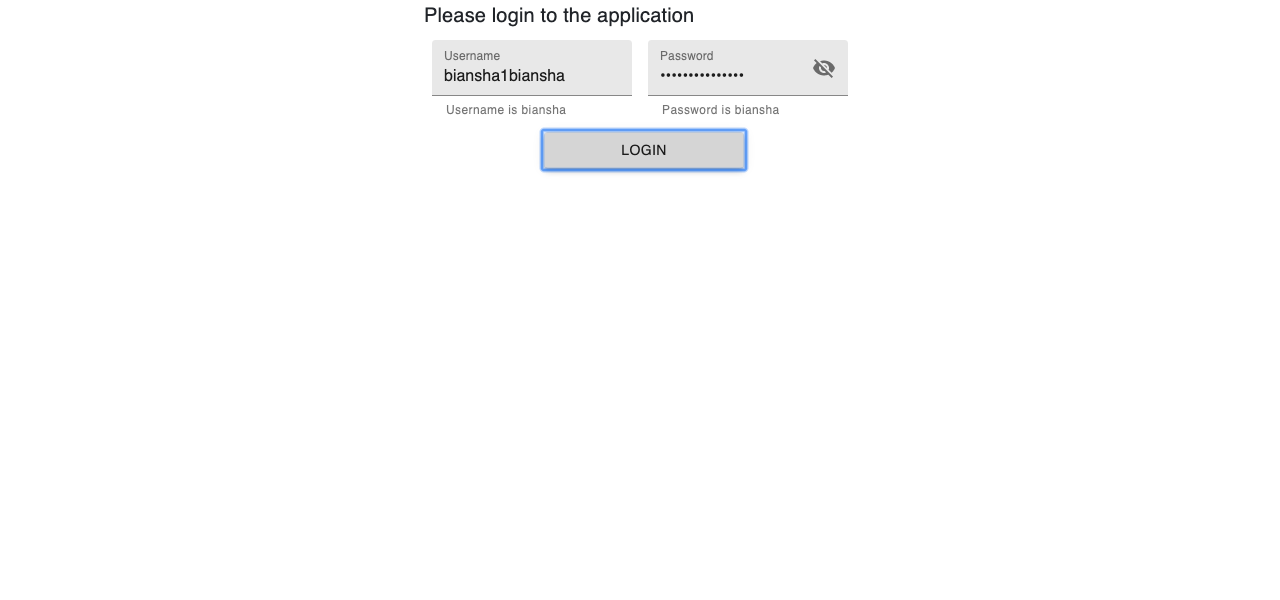 Please login to the application
Username
Password
biansha1biansha
•••••••••••••••
Username is biansha
Password is biansha
LOGIN